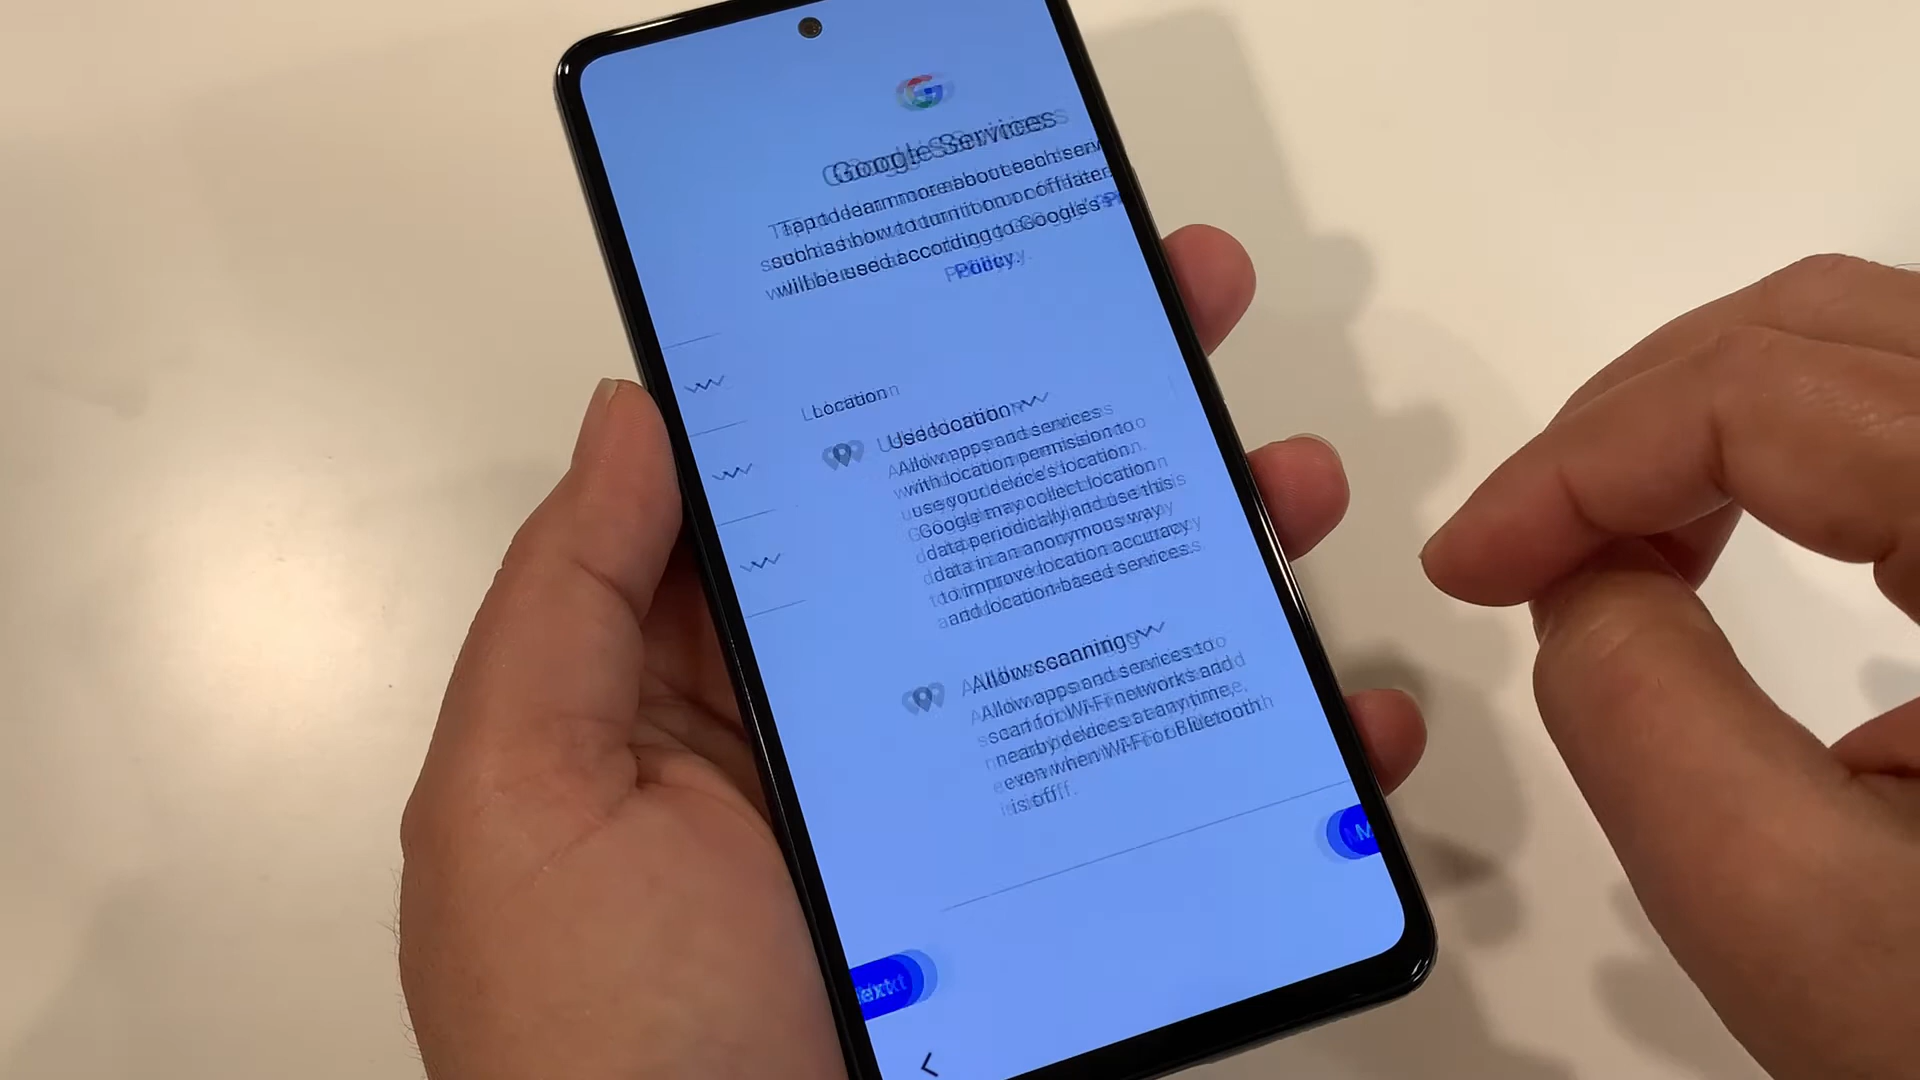 Google Services
Tap to learn more about each
such as how to turn it on or off later.
will be used according to Google's
Policy.
Location
Use location
Allow apps and services
with location permission to
use your device's location.
Google may collect location
data periodically and use this
data in an anonymous way
to improve location accuracy
and location-based services.
Allow scanning
Allow apps and services to
scan for Wi-Fi networks and
nearby devices at any time,
even when Wi-Fi or Bluetooth
is off.